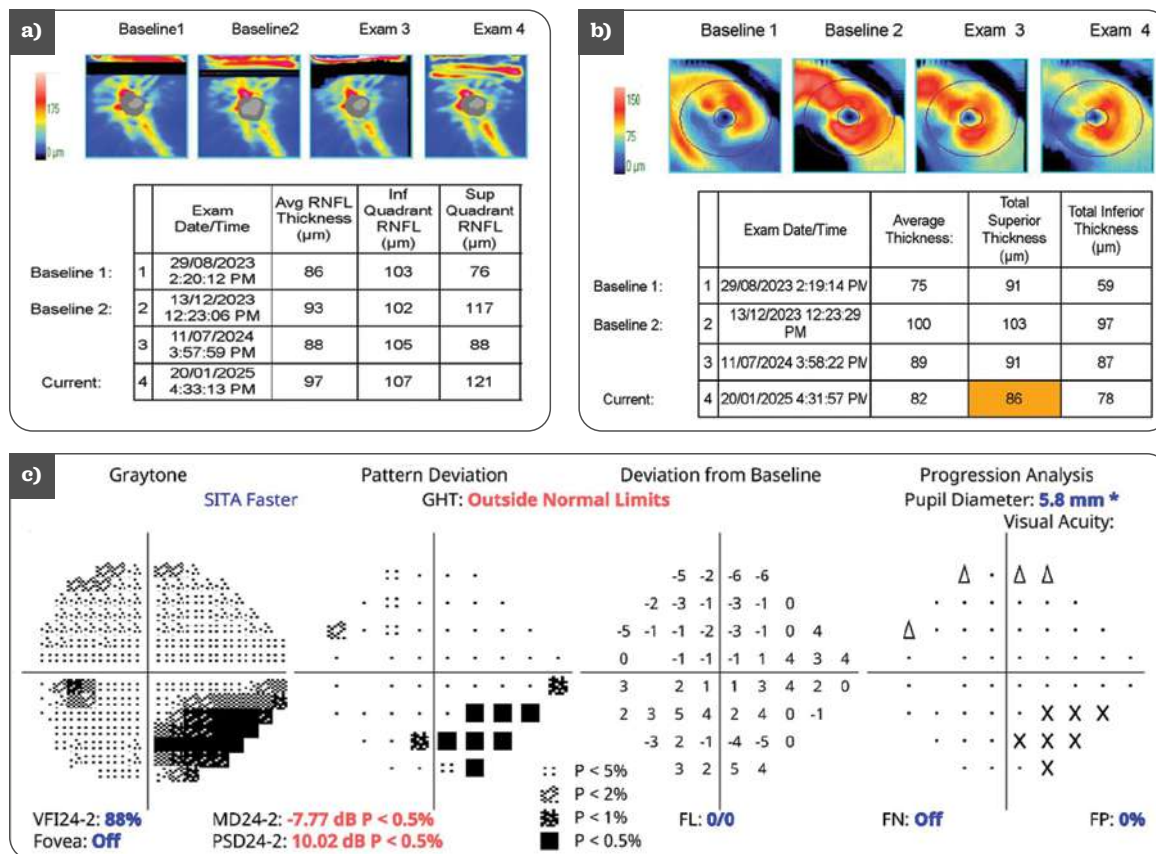 a)
Baseline1 Baseline2 Exam 3 Exam 4
175
0 µm
Exam Date/Time Avg RNFL Thickness (µm) Inf Quadrant RNFL (µm) Sup Quadrant RNFL (µm)
Baseline 1: 1 29/08/2023 2:20:12 PM 86 103 76
Baseline 2: 2 13/12/2023 12:23:06 PM 93 102 117
3 11/07/2024 3:57:59 PM 88 105 88
Current: 4 20/01/2025 4:33:13 PM 97 107 121
b)
Baseline 1 Baseline 2 Exam 3 Exam 4
150
75
0 µm
Exam Date/Time Average Thickness: Total Superior Thickness (µm) Total Inferior Thickness (µm)
Baseline 1: 1 29/08/2023 2:19:14 PM 75 91 59
Baseline 2: 2 13/12/2023 12:23:29 PM 100 103 97
3 11/07/2024 3:58:22 PM 89 91 87
Current: 4 20/01/2025 4:31:57 PM 82 86 78
c)
Graytone Pattern Deviation Deviation from Baseline Progression Analysis
SITA Faster GHT: Outside Normal Limits Pupil Diameter: 5.8 mm *
Visual Acuity:
-5 -2 -6 -6
-2 -3 -1 -3 -1 0
-5 -1 -1 -2 -3 -1 0 4
0 -1 -1 -1 1 4 3 4
3 2 1 1 3 4 2 0
2 3 5 4 2 4 0 -1
-3 2 -1 -4 -5 0
3 2 5 4
X X X
X X X
X
P < 5%
P < 2%
P < 1%
P < 0.5%
VFI24-2: 88% MD24-2: -7.77 dB P < 0.5% FL: 0/0 FN: Off FP: 0%
Fovea: Off PSD24-2: 10.02 dB P < 0.5%